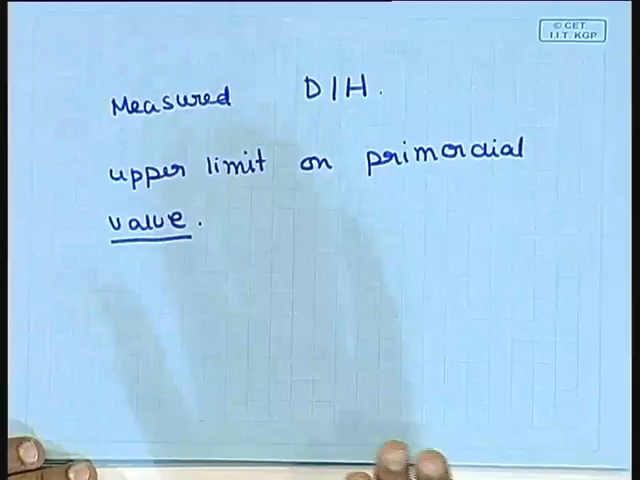 © CET
I.I.T. KGP
Measured D/H.
upper limit on primordial
value.